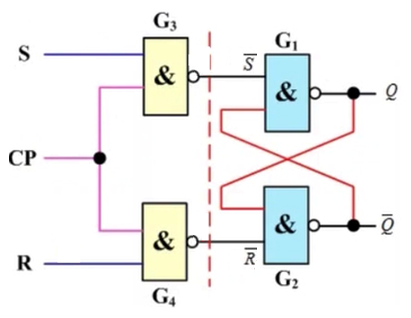 G₃
S
&
S̅
G₁
&
Q
CP
R
&
G₄
R̅
&
G₂
Q̅